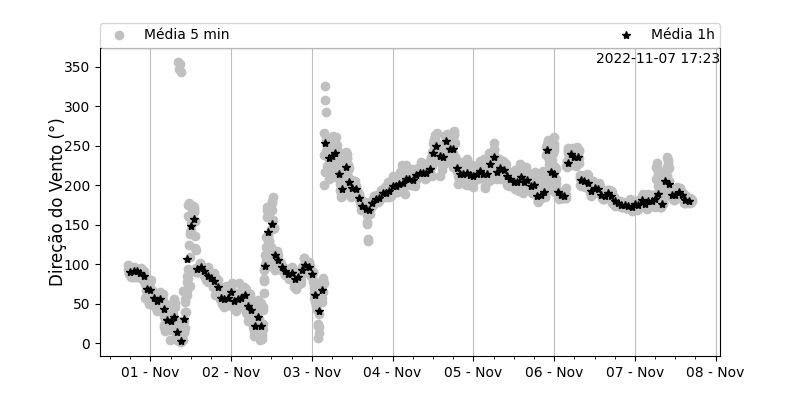 Média 5 min
Média 1h
2022-11-07 17:23
Direção do Vento (°)
350
300
250
200
150
100
50
0
01 - Nov
02 - Nov
03 - Nov
04 - Nov
05 - Nov
06 - Nov
07 - Nov
08 - Nov